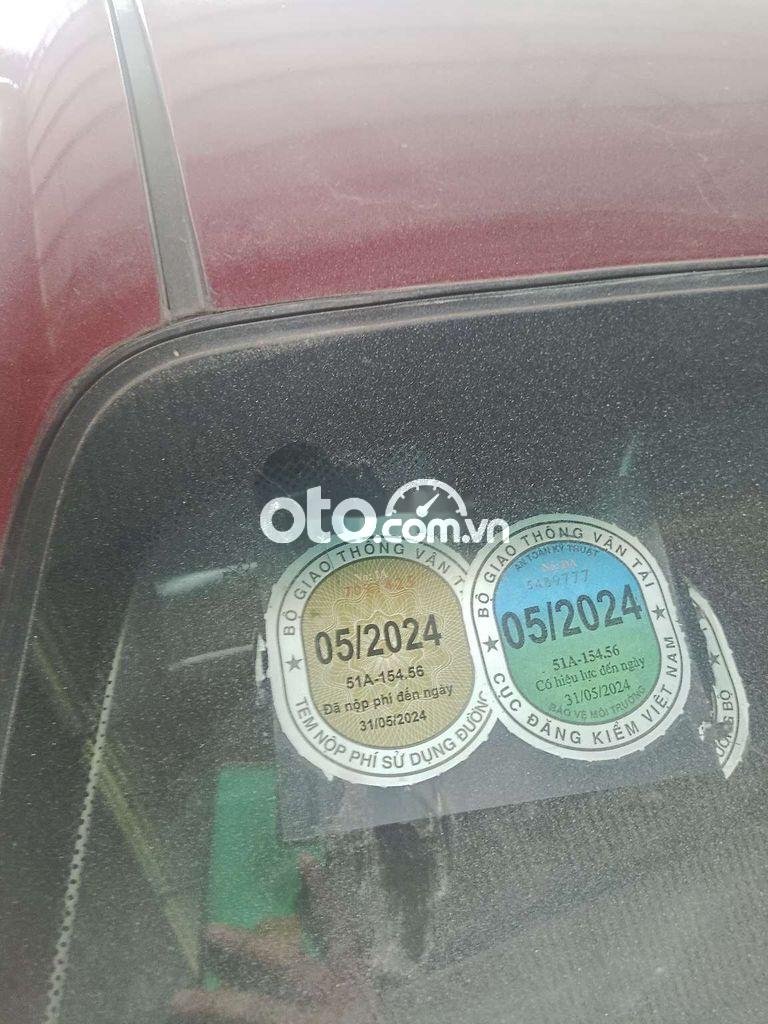 oto.com.vn
BỘ GIAO THÔNG VẬN T
05/2024
51A-154.56
Đã nộp phí đến ngày
31/05/2024
TEM NỘP PHÍ SỬ DỤNG ĐƯỜNG
BỘ GIAO THÔNG VẬN TẢI
AN TOÀN KỸ THUẬT
5489777
05/2024
51A-154.56
Có hiệu lực đến ngày
31/05/2024
BẢO VỆ MÔI TRƯỜNG
CỤC ĐĂNG KIỂM VIỆT NAM
BỘ